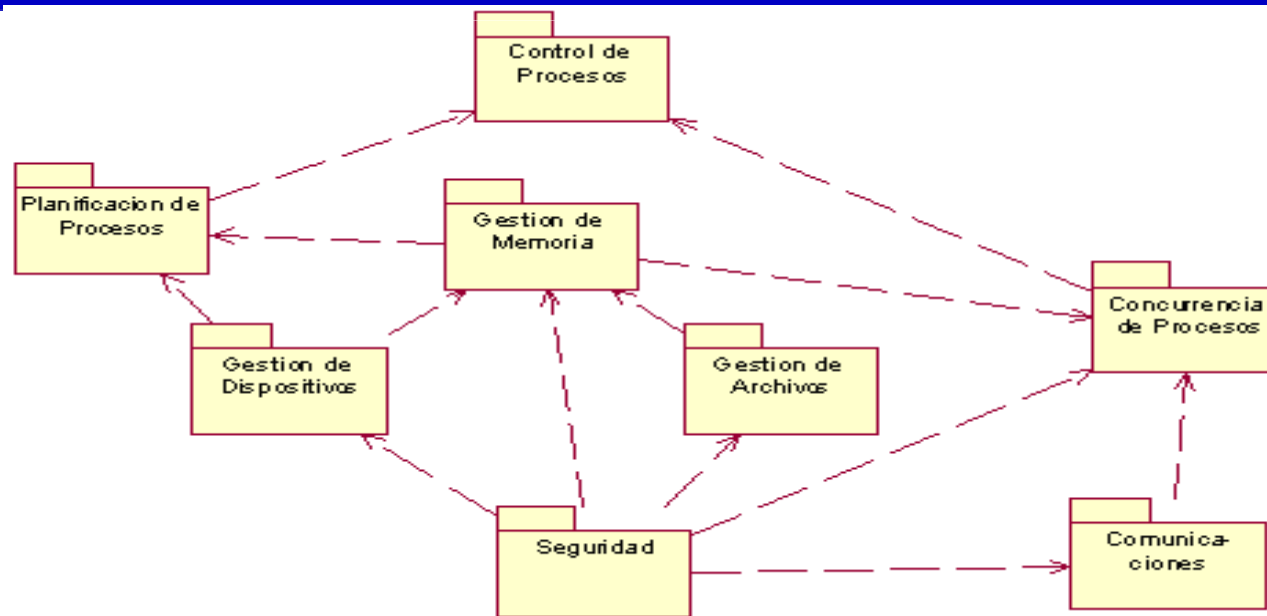 Control de
Procesos
Planificacion de
Procesos
Gestion de
Memoria
Concurrencia
de Procesos
Gestion de
Dispositivos
Gestion de
Archivos
Seguridad
Comunica-
ciones